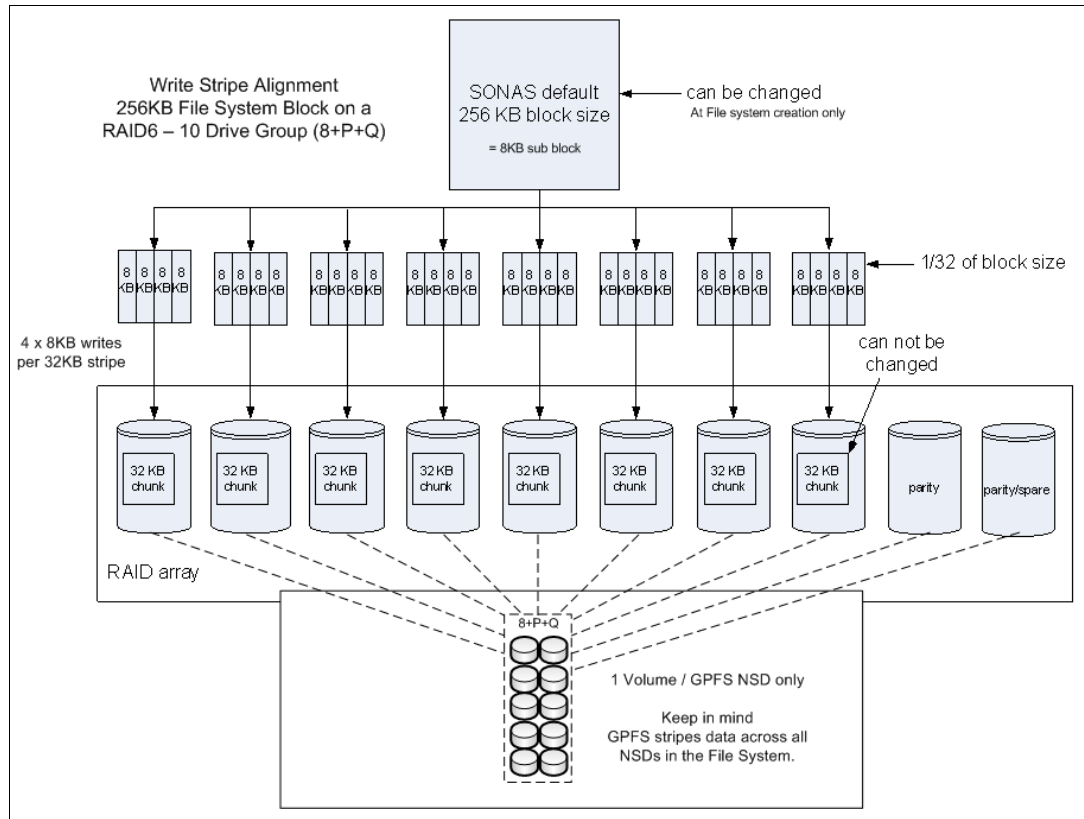 Write Stripe Alignment
256KB File System Block on a
RAID6 – 10 Drive Group (8+P+Q)
SONAS default
256 KB block size
= 8KB sub block
can be changed
At File system creation only
8 8 8 8
KB KB KB KB
8 8 8 8
KB KB KB KB
8 8 8 8
KB KB KB KB
8 8 8 8
KB KB KB KB
8 8 8 8
KB KB KB KB
8 8 8 8
KB KB KB KB
8 8 8 8
KB KB KB KB
8 8 8 8
KB KB KB KB
1/32 of block size
4 x 8KB writes
per 32KB stripe
can not be
changed
32 KB
chunk
32 KB
chunk
32 KB
chunk
32 KB
chunk
32 KB
chunk
32 KB
chunk
32 KB
chunk
32 KB
chunk
parity
parity/spare
RAID array
8+P+Q
1 Volume / GPFS NSD only
Keep in mind
GPFS stripes data across all
NSDs in the File System.